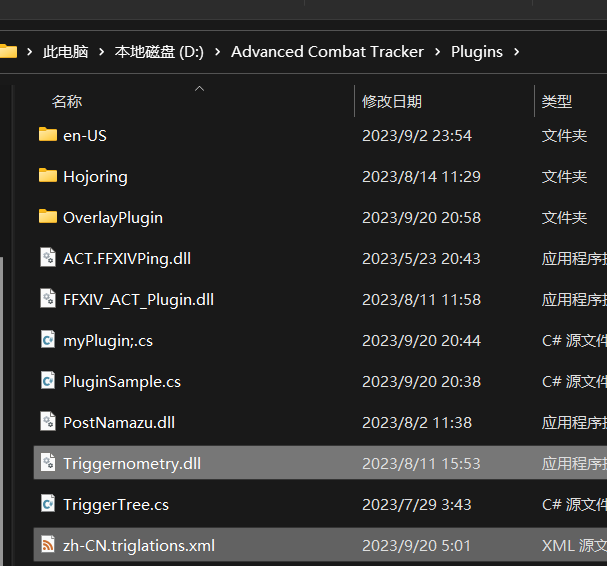 此电脑 › 本地磁盘 (D:) › Advanced Combat Tracker › Plugins ›
名称 修改日期 类型
en-US 2023/9/2 23:54 文件夹
Hojoring 2023/8/14 11:29 文件夹
OverlayPlugin 2023/9/20 20:58 文件夹
ACT.FFXIVPing.dll 2023/5/23 20:43 应用程序
FFXIV_ACT_Plugin.dll 2023/8/11 11:58 应用程序
myPlugin;.cs 2023/9/20 20:44 C# 源文件
PluginSample.cs 2023/9/20 20:38 C# 源文件
PostNamazu.dll 2023/8/2 11:38 应用程序
Triggernometry.dll 2023/8/11 15:53 应用程序
TriggerTree.cs 2023/7/29 3:43 C# 源文件
zh-CN.triglations.xml 2023/9/20 5:01 XML 源文